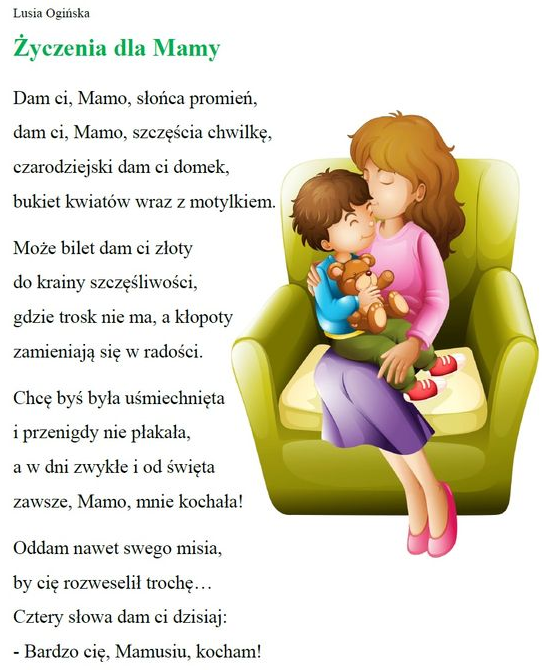 Lusia Ogińska
Życzenia dla Mamy
Dam ci, Mamo, słońca promień,
dam ci, Mamo, szczęścia chwilkę,
czarodziejski dam ci domek,
bukiet kwiatów wraz z motylkiem.
Może bilet dam ci złoty
do krainy szczęśliwości,
gdzie trosk nie ma, a kłopoty
zamieniają się w radości.
Chcę byś była uśmiechnięta
i przenigdy nie płakała,
a w dni zwykłe i od święta
zawsze, Mamo, mnie kochała!
Oddam nawet swego misia,
by cię rozweselił trochę…
Cztery słowa dam ci dzisiaj:
- Bardzo cię, Mamusiu, kocham!